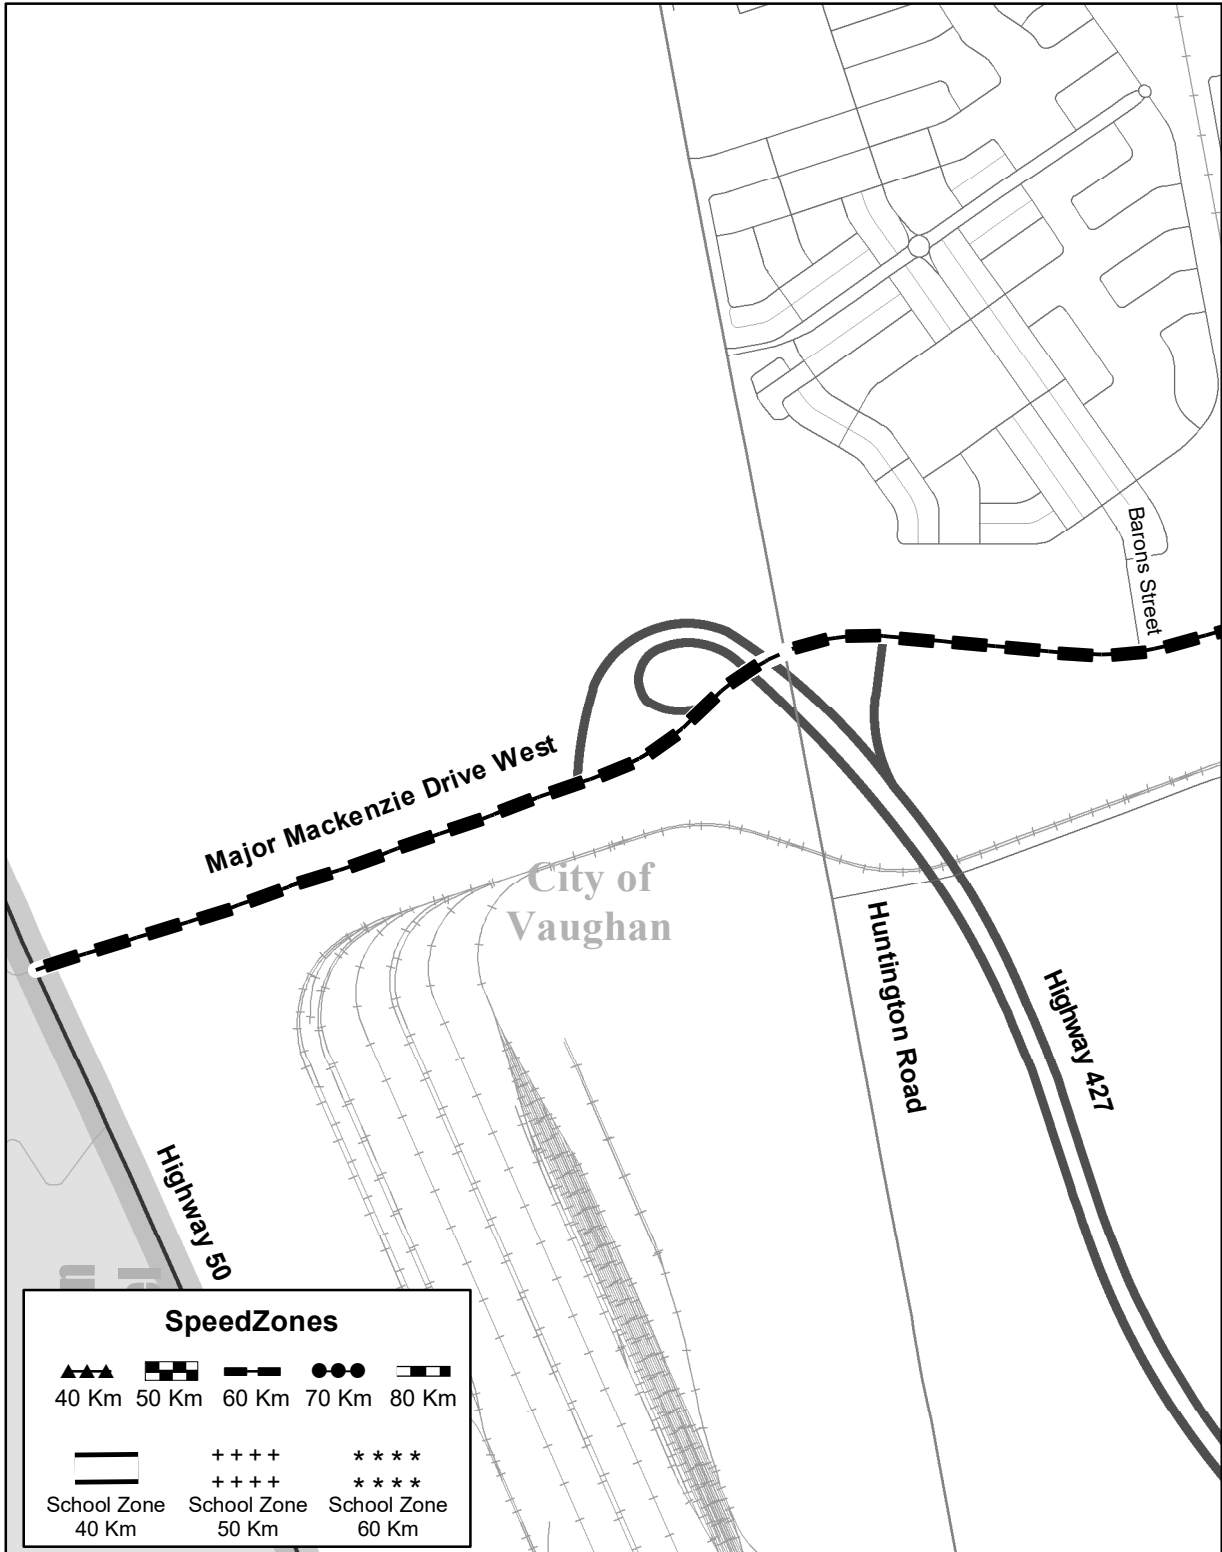 Barons Street
Major Mackenzie Drive West
City of
Vaughan
Huntington Road
Highway 427
Highway 50
SpeedZones
40 Km
50 Km
60 Km
70 Km
80 Km
School Zone
40 Km
School Zone
50 Km
School Zone
60 Km